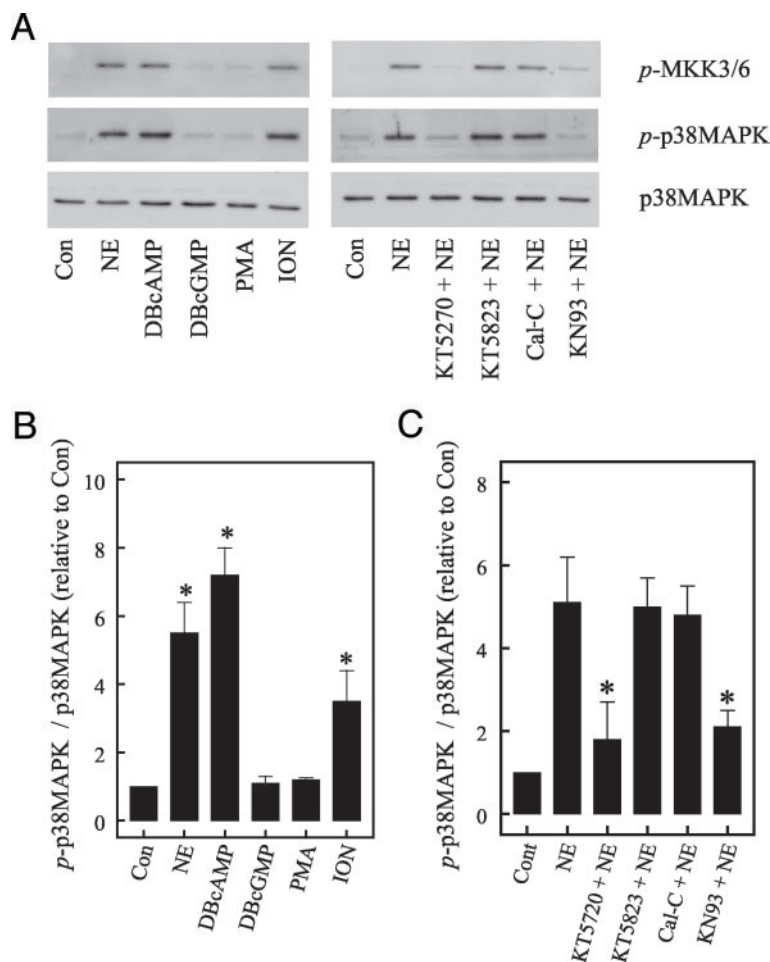 A
p-MKK3/6
p-p38MAPK
p38MAPK
Con
NE
DBcAMP
DBcGMP
PMA
ION
Con
NE
KT5270 + NE
KT5823 + NE
Cal-C + NE
KN93 + NE
B
p-p38MAPK / p38MAPK (relative to Con)
10
8
6
4
2
0
*
*
*
Con
NE
DBcAMP
DBcGMP
PMA
ION
C
p-p38MAPK / p38MAPK (relative to Con)
8
6
4
2
0
*
*
Cont
NE
KT5720 + NE
KT5823 + NE
Cal-C + NE
KN93 + NE